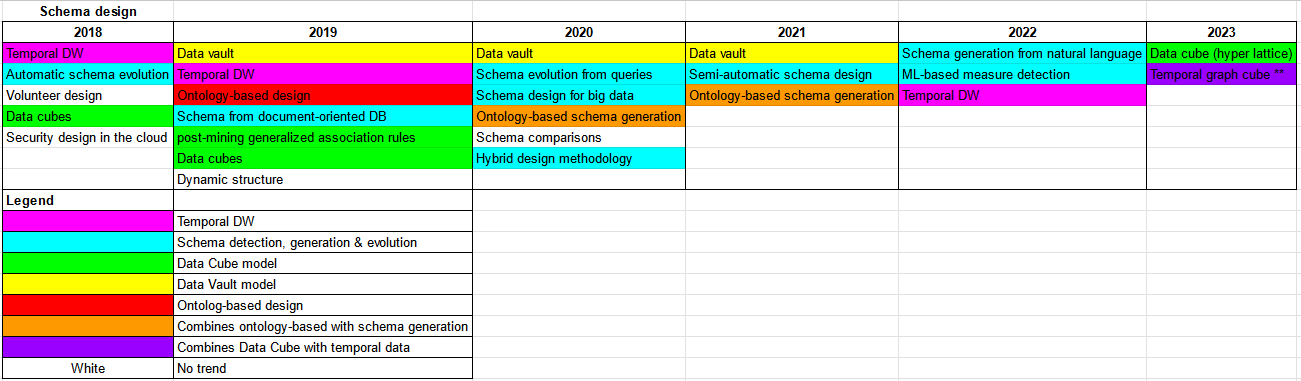 Schema design
2018 2019 2020 2021 2022 2023
Temporal DW Data vault Data vault Data vault Schema generation from natural language Data cube (hyper lattice)
Automatic schema evolution Temporal DW Schema evolution from queries Semi-automatic schema design ML-based measure detection Temporal graph cube **
Volunteer design Ontology-based design Schema design for big data Ontology-based schema generation Temporal DW
Data cubes Schema from document-oriented DB Ontology-based schema generation
Security design in the cloud post-mining generalized association rules Schema comparisons
Data cubes Hybrid design methodology
Dynamic structure
Legend
Temporal DW
Schema detection, generation & evolution
Data Cube model
Data Vault model
Ontolog-based design
Combines ontology-based with schema generation
Combines Data Cube with temporal data
White No trend